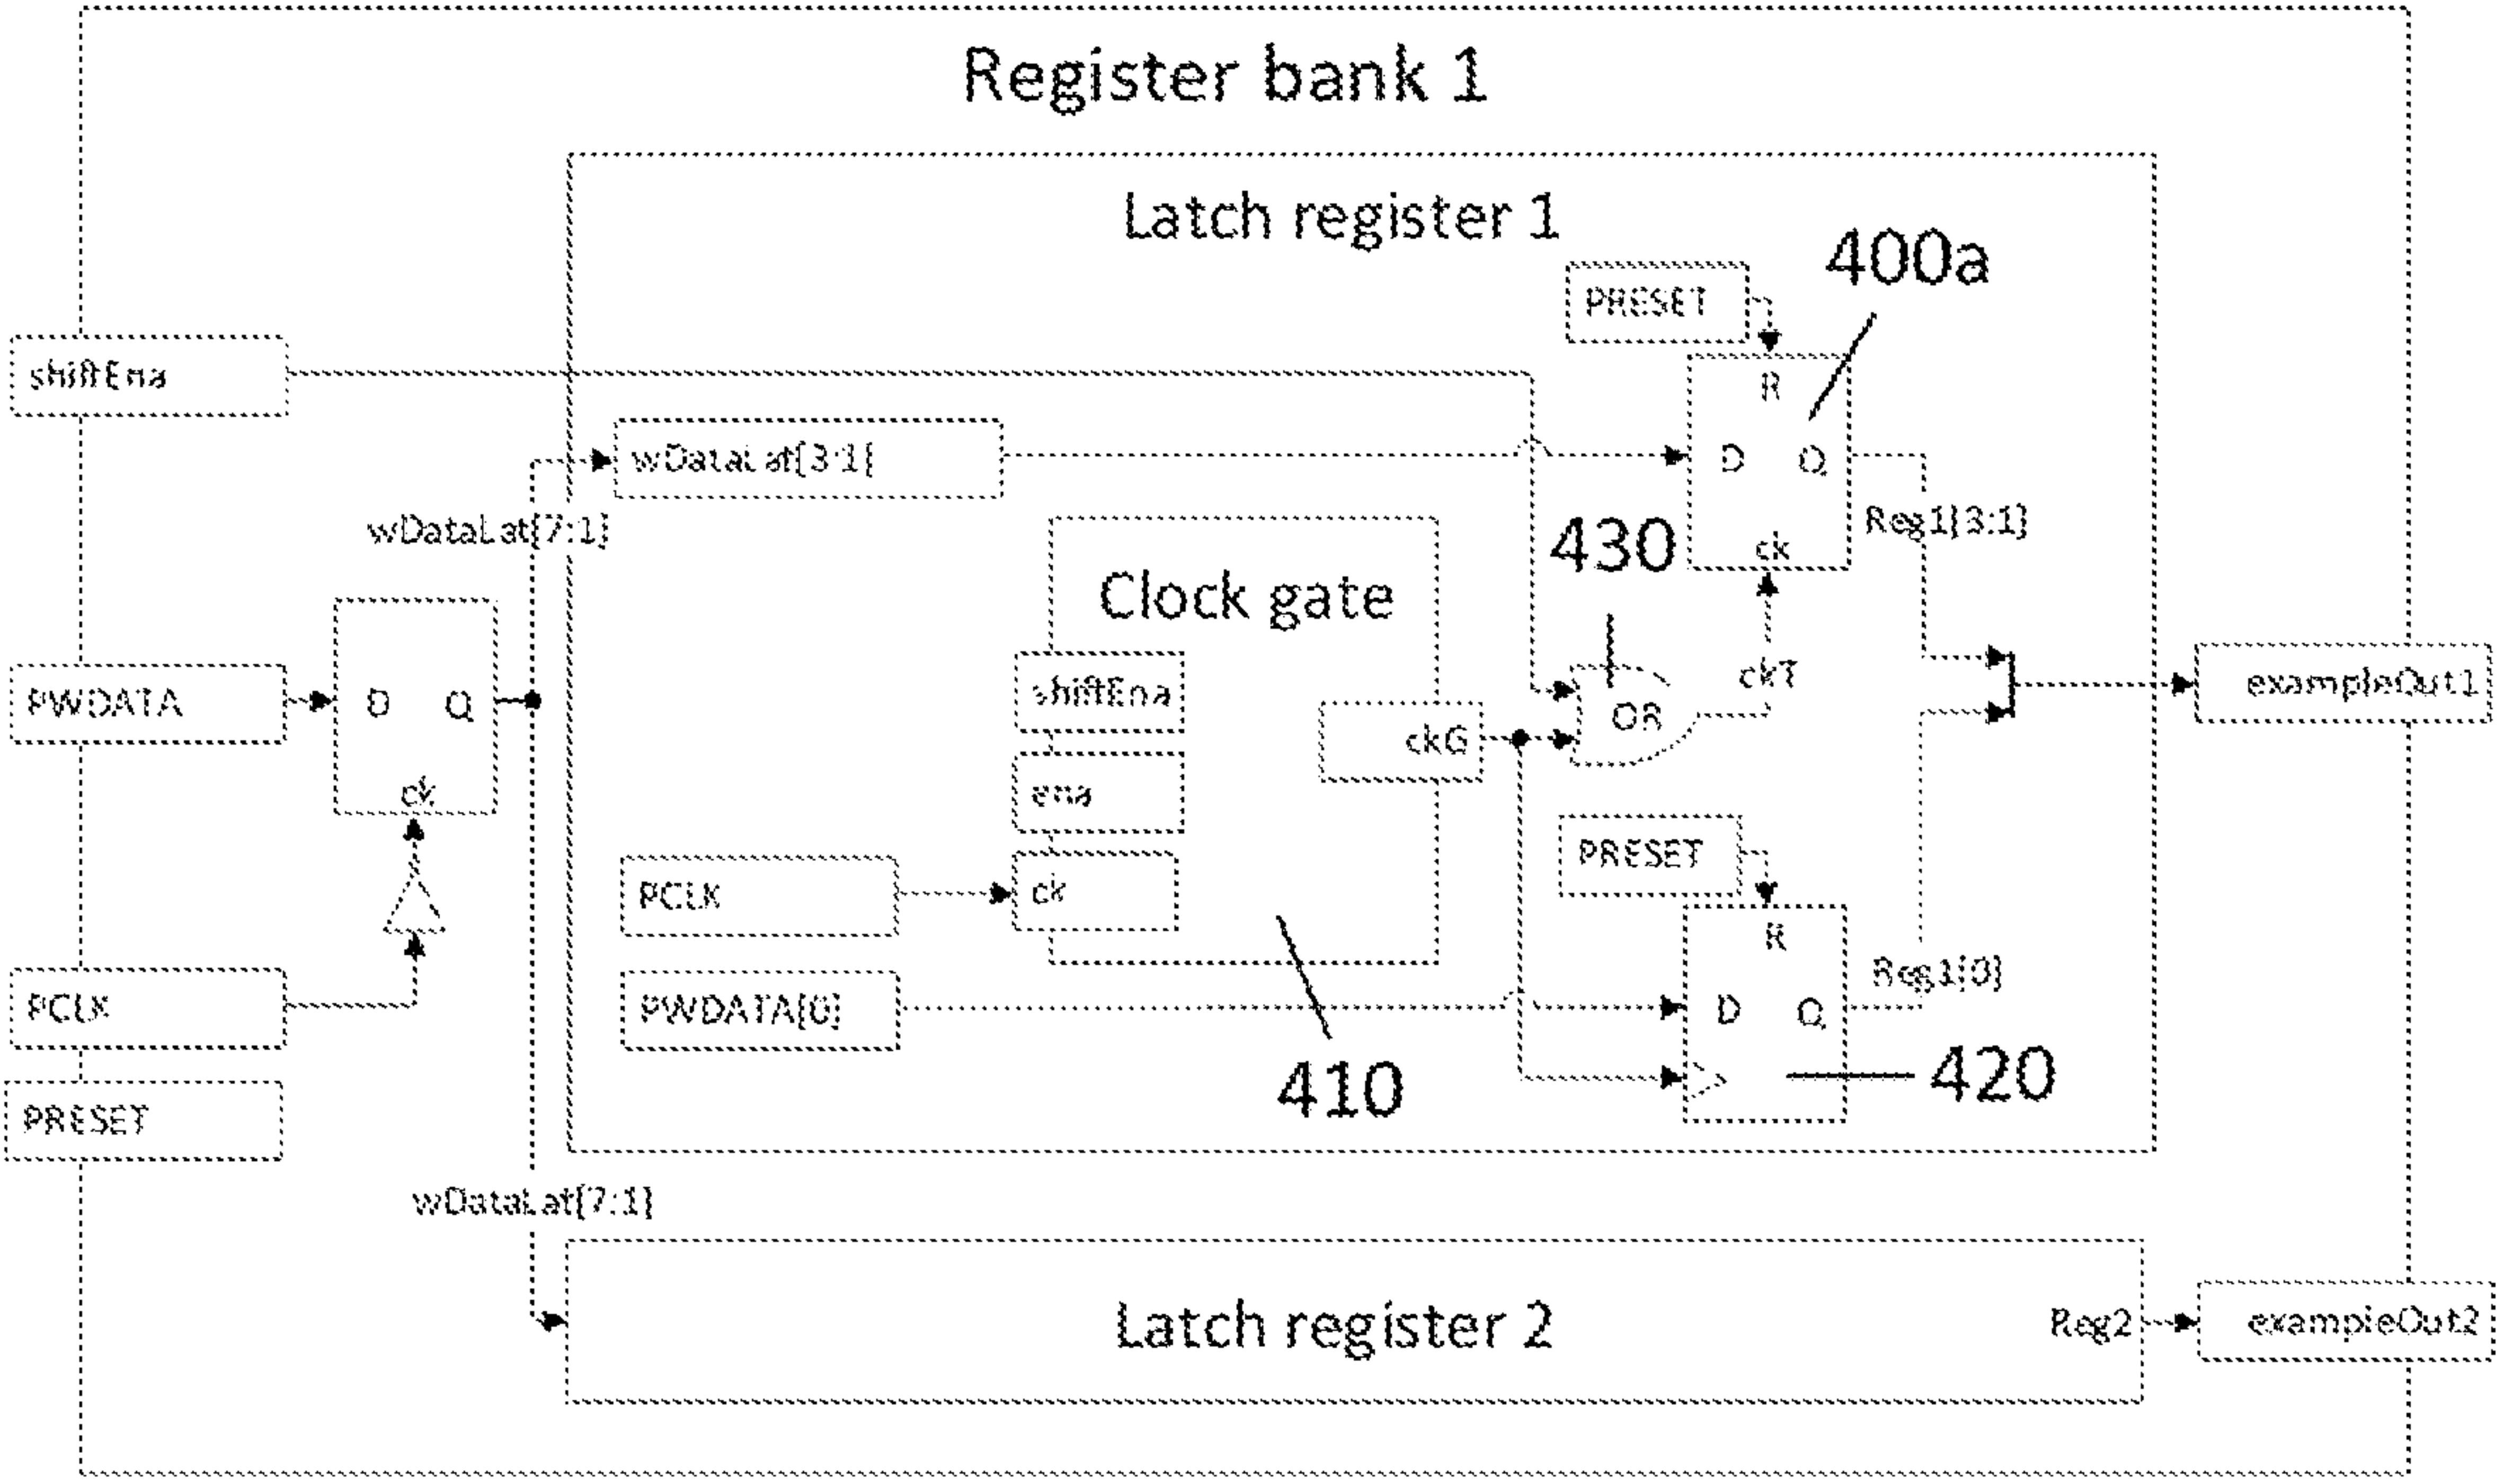 Register bank 1
Latch register 1
400a
PRESET
shiftEna
R
wDataLat[3:1]
D Q
wDataLat[7:1]
430
Reg1[3:1]
ck
Clock gate
shiftEna
ckT
exampleOut1
PWDATA
D Q
OR
ckG
ck
ena
PRESET
PCLK
ck
R
Reg1[0]
PCLK
PWDATA[0]
D Q
410
420
PRESET
wDataLat[7:1]
Latch register 2
Reg2
exampleOut2